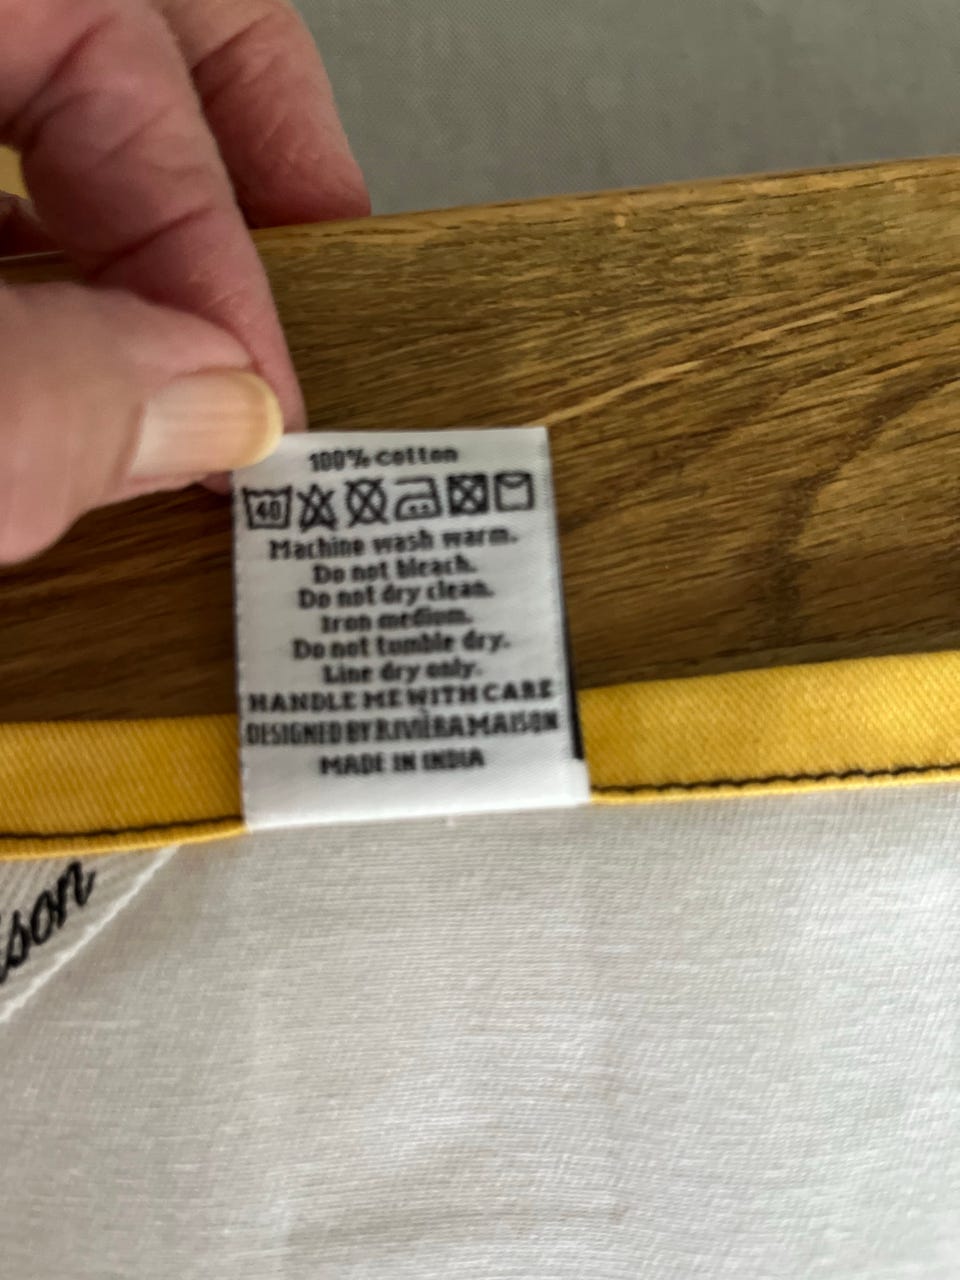 100% cotton
40
Machine wash warm.
Do not bleach.
Do not dry clean.
Iron medium.
Do not tumble dry.
Line dry only.
HANDLE ME WITH CARE
DESIGNED BY RIVIÈRA MAISON
MADE IN INDIA
ison